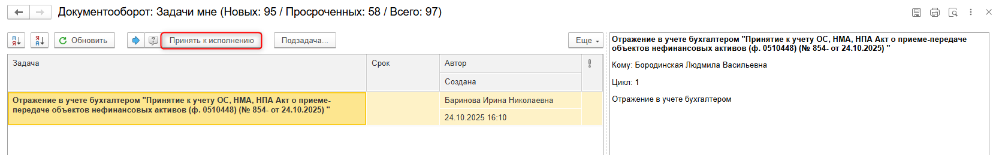 Документооборот: Задачи мне (Новых: 95 / Просроченных: 58 / Всего: 97)
Обновить
Принять к исполнению
Подзадача...
Еще
Задача
Срок
Автор
Создана
Отражение в учете бухгалтером "Принятие к учету ОС, НМА, НПА Акт о приеме-
передаче объектов нефинансовых активов (ф. 0510448) (№ 854- от 24.10.2025) "
Баринова Ирина Николаевна
24.10.2025 16:10
Отражение в учете бухгалтером "Принятие к учету ОС, НМА, НПА Акт о приеме-передаче
объектов нефинансовых активов (ф. 0510448) (№ 854- от 24.10.2025) "
Кому: Бородинская Людмила Васильевна
Цикл: 1
Отражение в учете бухгалтером